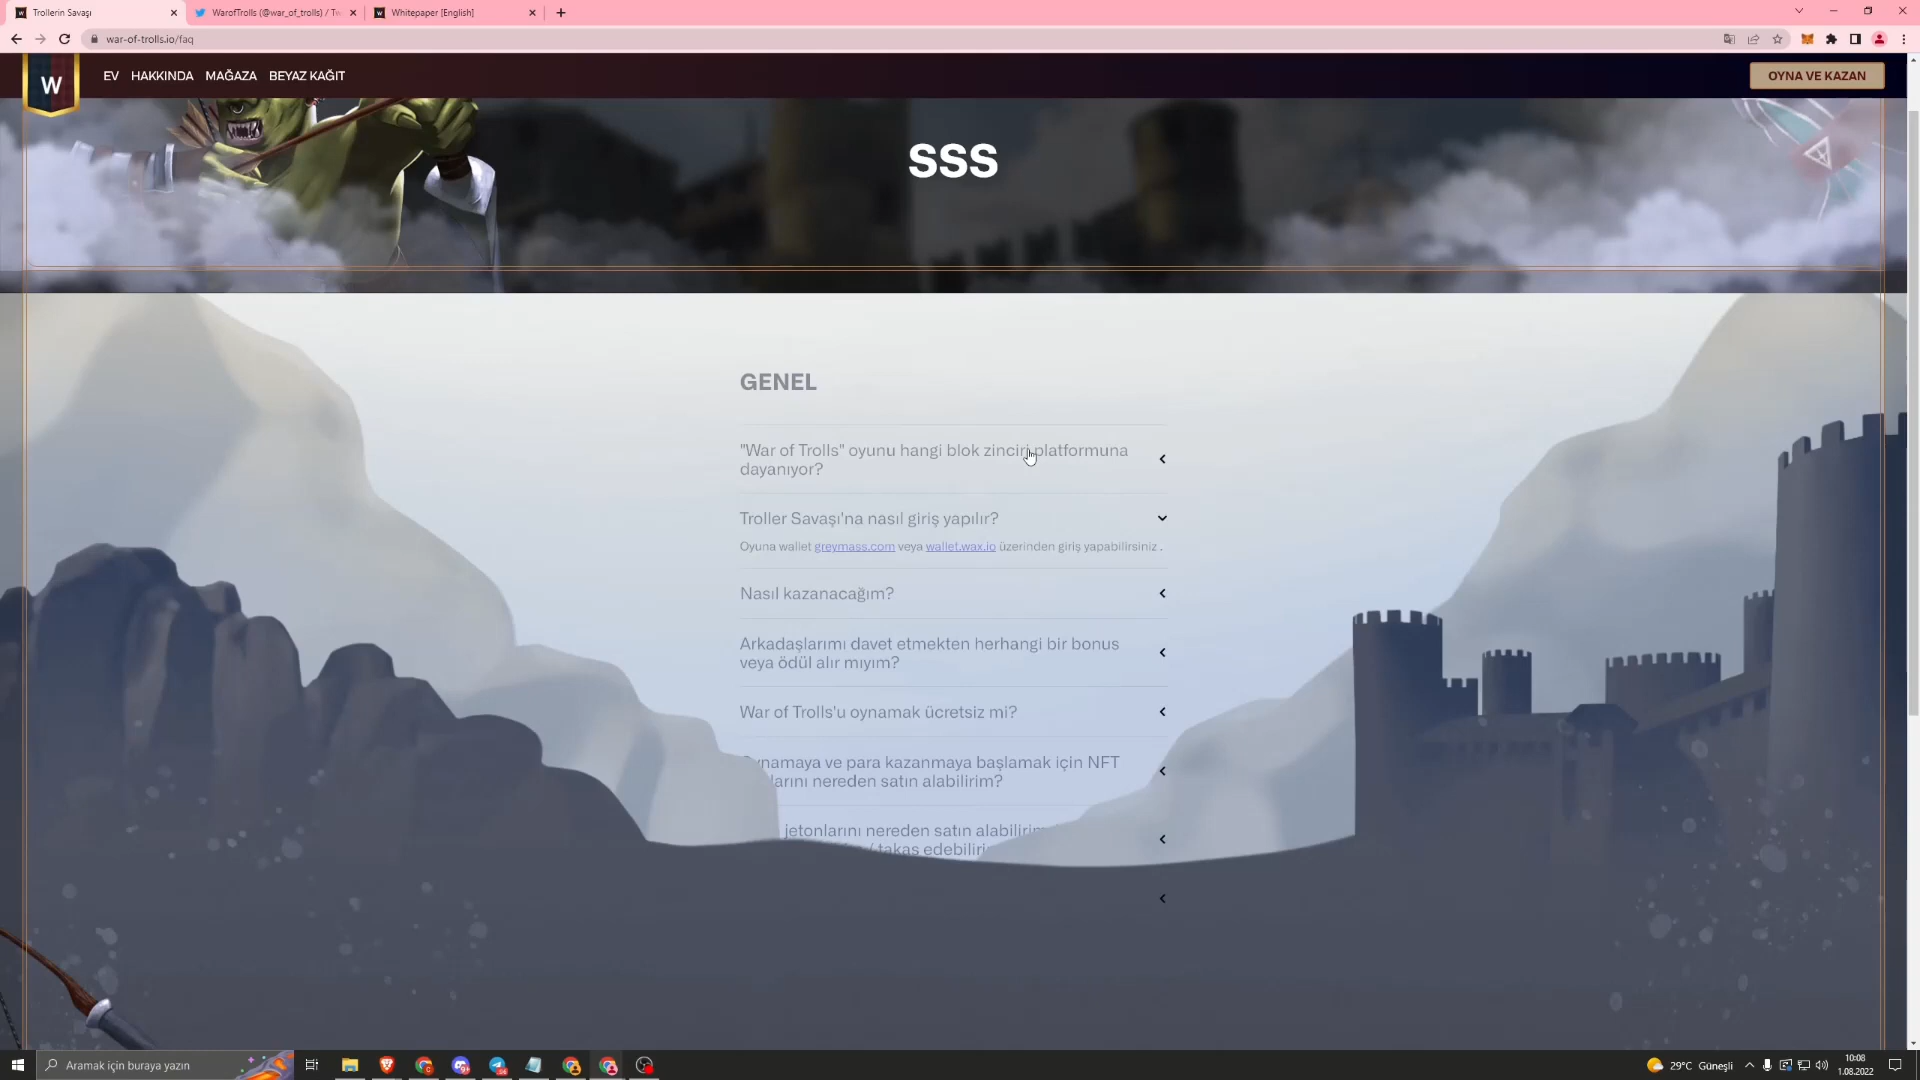 Trollerin Savaşı
WarofTrolls (@war_of_trolls) / Tw
Whitepaper [English]
war-of-trolls.io/faq
W
EV
HAKKINDA
MAĞAZA
BEYAZ KAĞIT
OYNA VE KAZAN
SSS
GENEL
"War of Trolls" oyunu hangi blok zinciri platformuna
dayanıyor?
Troller Savaşı'na nasıl giriş yapılır?
Oyuna wallet greymass.com veya wallet.wax.io üzerinden giriş yapabilirsiniz .
Nasıl kazanacağım?
Arkadaşlarımı davet etmekten herhangi bir bonus
veya ödül alır mıyım?
War of Trolls'u oynamak ücretsiz mi?
ynamaya ve para kazanmaya başlamak için NFT
larını nereden satın alabilirim?
jetonlarını nereden satın alabilirim
/ takas edebiliri
Aramak için buraya yazın
29°C Güneşli
10:08
1.08.2022